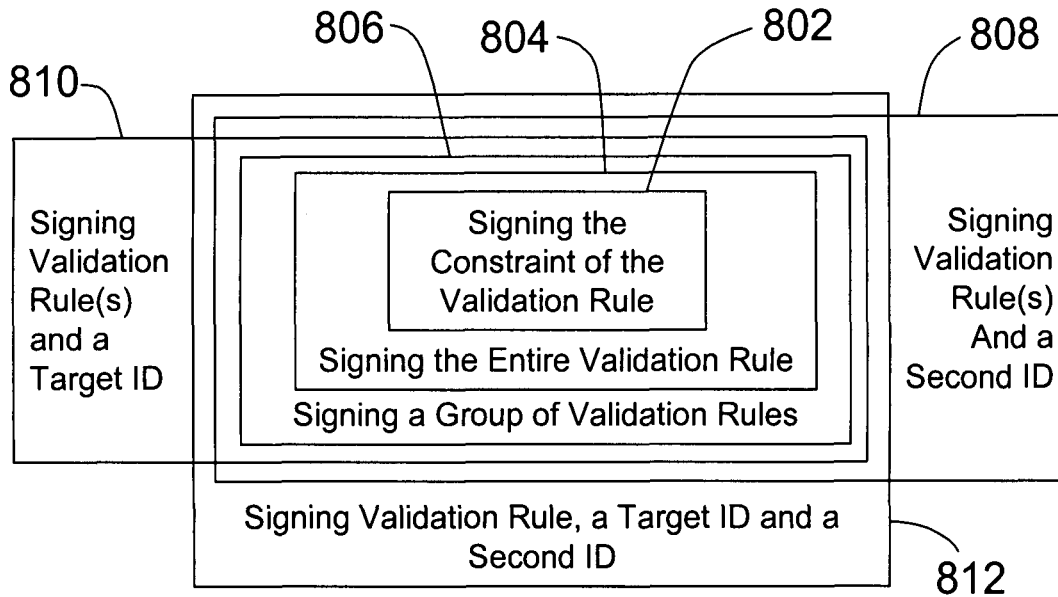 802
804
808
806
810
Signing the
Constraint of the
Validation Rule
Signing
Validation
Rule(s)
and a
Target ID
Signing
Validation
Rule(s)
And a
Second ID
Signing the Entire Validation Rule
Signing a Group of Validation Rules
Signing Validation Rule, a Target ID and a
Second ID
812